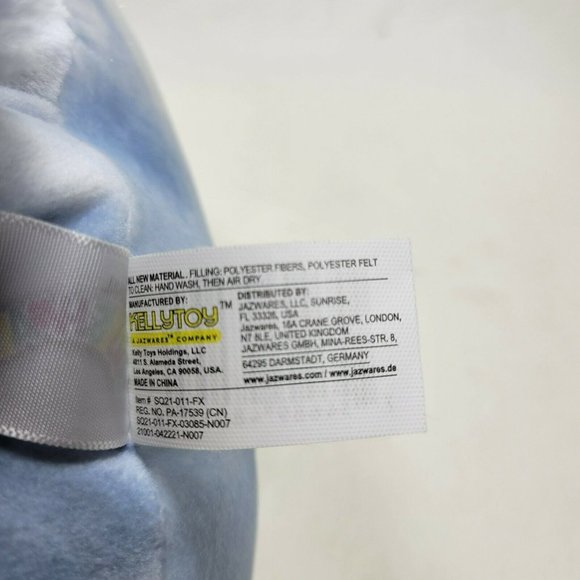 ALL NEW MATERIAL. FILLING: POLYESTER FIBERS, POLYESTER FELT
TO CLEAN: HAND WASH, THEN AIR DRY
MANUFACTURED BY:
KELLYTOY™
A JAZWARES™ COMPANY
Kelly Toys Holdings, LLC
4811 S. Alameda Street,
Los Angeles, CA 90058, USA.
MADE IN CHINA
DISTRIBUTED BY:
JAZWARES, LLC, SUNRISE,
FL 33326, USA
Jazwares, 16A CRANE GROVE, LONDON,
N7 8LE, UNITED KINGDOM
JAZWARES GMBH, MINA-REES-STR. 8,
64295 DARMSTADT, GERMANY
www.jazwares.com / www.jazwares.de
Item # SQ21-011-FX
REG. NO. PA-17539 (CN)
SQ21-011-FX-03085-N007
21001-042221-N007